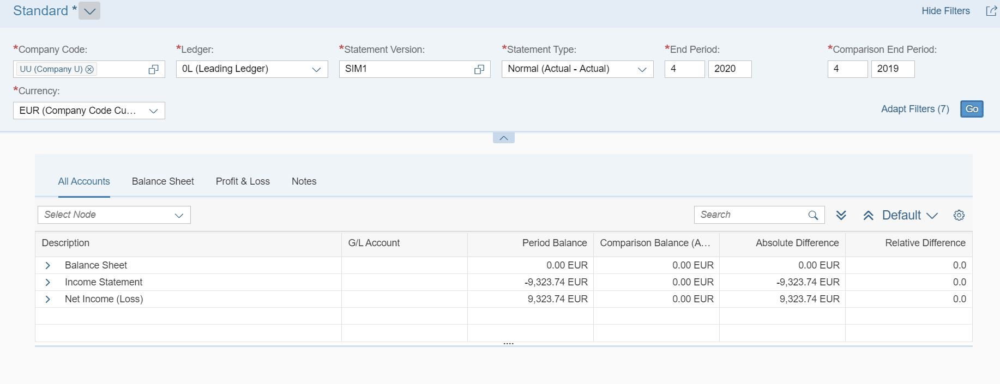 Standard * Hide Filters
*Company Code: *Ledger: *Statement Version: *Statement Type: *End Period: *Comparison End Period:
UU (Company U) 0L (Leading Ledger) SIM1 Normal (Actual - Actual) 4 2020 4 2019
*Currency:
EUR (Company Code Cu... Adapt Filters (7) Go
All Accounts Balance Sheet Profit & Loss Notes
Select Node Search Default
Description G/L Account Period Balance Comparison Balance (A... Absolute Difference Relative Difference
Balance Sheet 0.00 EUR 0.00 EUR 0.00 EUR 0.0
Income Statement -9,323.74 EUR 0.00 EUR -9,323.74 EUR 0.0
Net Income (Loss) 9,323.74 EUR 0.00 EUR 9,323.74 EUR 0.0